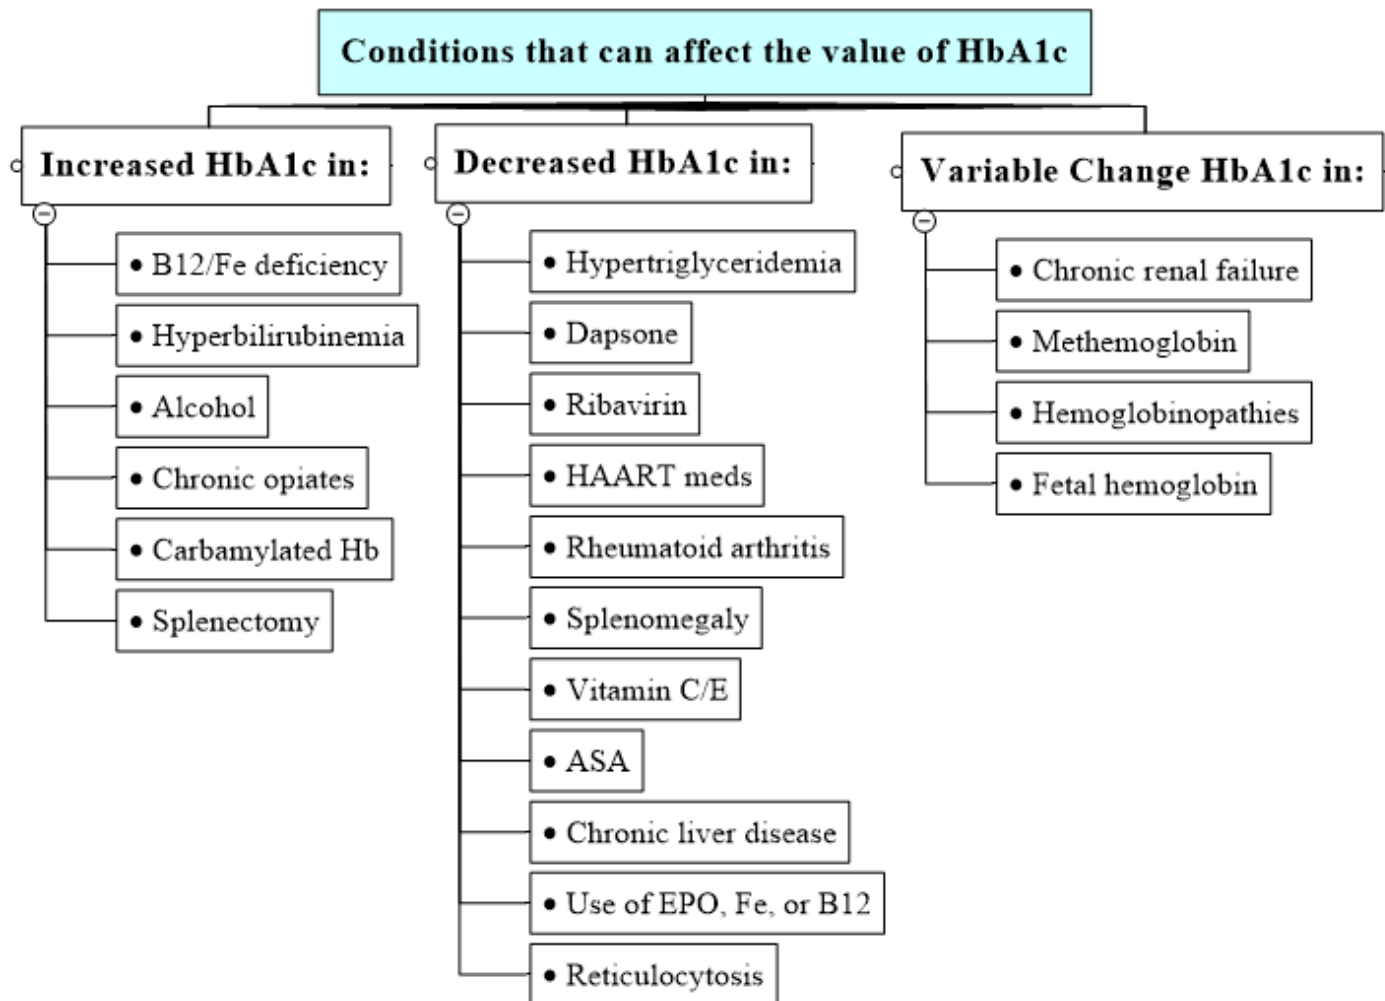 Conditions that can affect the value of HbA1c
Increased HbA1c in:
• B12/Fe deficiency
• Hyperbilirubinemia
• Alcohol
• Chronic opiates
• Carbamylated Hb
• Splenectomy
Decreased HbA1c in:
• Hypertriglyceridemia
• Dapsone
• Ribavirin
• HAART meds
• Rheumatoid arthritis
• Splenomegaly
• Vitamin C/E
• ASA
• Chronic liver disease
• Use of EPO, Fe, or B12
• Reticulocytosis
Variable Change HbA1c in:
• Chronic renal failure
• Methemoglobin
• Hemoglobinopathies
• Fetal hemoglobin